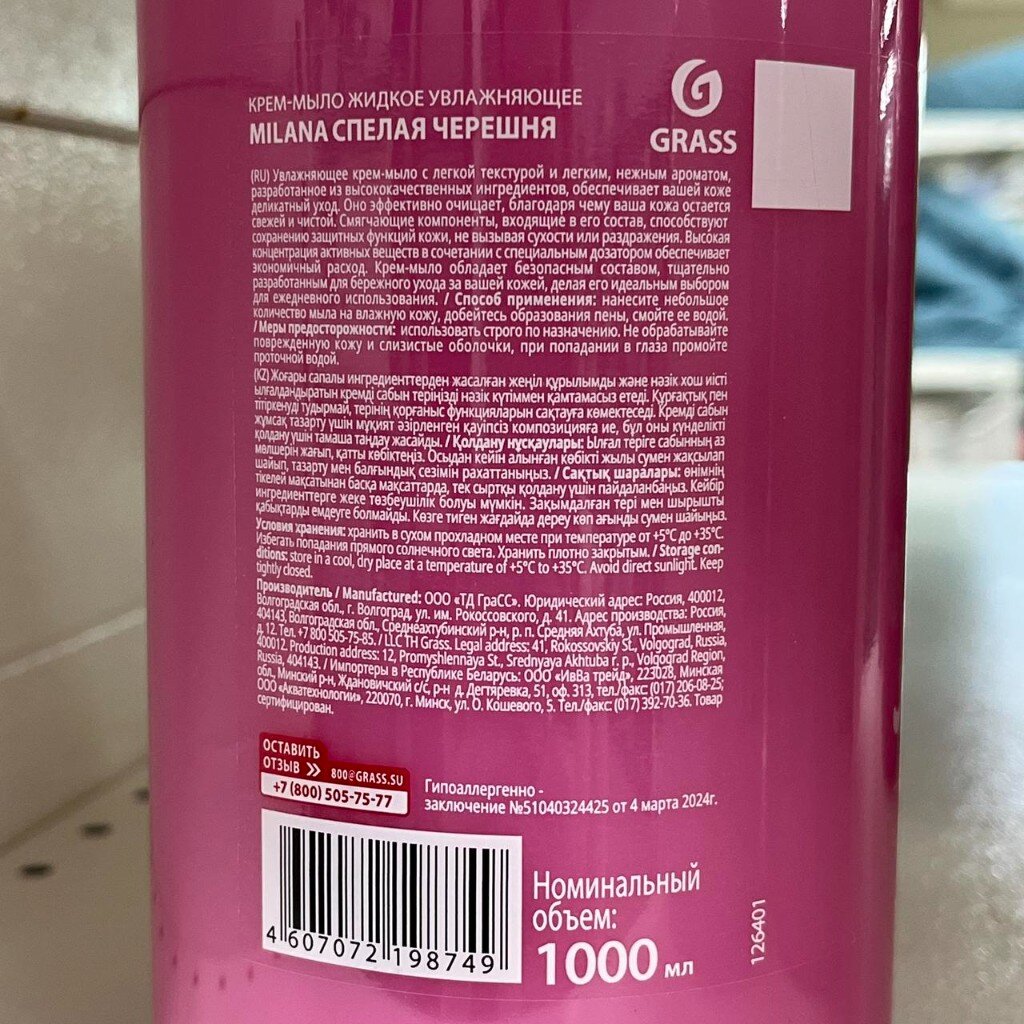 КРЕМ-МЫЛО ЖИДКОЕ УВЛАЖНЯЮЩЕЕ
MILANA СПЕЛАЯ ЧЕРЕШНЯ
GRASS
(RU) Увлажняющее крем-мыло с легкой текстурой и легким, нежным ароматом,
разработанное из высококачественных ингредиентов, обеспечивает вашей коже
деликатный уход. Оно эффективно очищает, благодаря чему ваша кожа остается
свежей и чистой. Смягчающие компоненты, входящие в его состав, способствуют
сохранению защитных функций кожи, не вызывая сухости или раздражения. Высокая
концентрация активных веществ в сочетании с специальным дозатором обеспечивает
экономичный расход. Крем-мыло обладает безопасным составом, тщательно
разработанным для бережного ухода за вашей кожей, делая его идеальным выбором
для ежедневного использования. / Способ применения: нанесите небольшое
количество мыла на влажную кожу, добейтесь образования пены, смойте ее водой.
/ Меры предосторожности: использовать строго по назначению. Не обрабатывайте
поврежденную кожу и слизистые оболочки, при попадании в глаза промойте
проточной водой.
(KZ) Жоғары сапалы ингредиенттерден жасалған жеңіл құрылымды және нәзік хош иісті
ылғалдандыратын кремді сабын теріңізді нәзік күтіммен қамтамасыз етеді. Құрғақтық пен
тітіркенуді тудырмай, терінің қорғаныс функцияларын сақтауға көмектеседі. Кремді сабын
жұмсақ тазарту үшін мұқият әзірленген қауіпсіз композицияға ие, бұл оны күнделікті
қолдану үшін тамаша таңдау жасайды. / Қолдану нұсқаулары: Ылғал теріге сабынның аз
мөлшерін жағып, қатты көбіктеңіз. Осыдан кейін алынған көбікті жылы сумен жақсылап
шайып, тазарту мен балғындық сезімін рахаттаныңыз. / Сақтық шаралары: өнімнің
тікелей мақсатынан басқа мақсаттарда, тек сыртқы қолдану үшін пайдаланбаңыз. Кейбір
ингредиенттерге жеке төзбеушілік болуы мүмкін. Зақымдалған тері мен шырышты
қабықтарды емдеуге болмайды. Көзге тиген жағдайда дереу көп ағынды сумен шайыңыз.
Условия хранения: хранить в сухом прохладном месте при температуре от +5°C до +35°C.
Избегать попадания прямого солнечного света. Хранить плотно закрытым. / Storage con-
ditions: store in a cool, dry place at a temperature of +5°C to +35°C. Avoid direct sunlight. Keep
tightly closed.
Производитель / Manufactured: ООО «ТД ГраСС». Юридический адрес: Россия, 400012,
Волгоградская обл., г. Волгоград, ул. им. Рокоссовского, д. 41. Адрес производства: Россия,
404143, Волгоградская обл., Среднеахтубинский р-н, р. п. Средняя Ахтуба, ул. Промышленная,
д. 12. Тел. +7 800 505-75-85. / LLC TH Grass. Legal address: 41, Rokossovskiy St., Volgograd, Russia,
400012. Production address: 12, Promyshlennaya St., Srednyaya Akhtuba r. p., Volgograd Region,
Russia, 404143. / Импортеры в Республике Беларусь: ООО «ИвВа трейд», 223028, Минская
обл., Минский р-н, Ждановичский с/с, р-н д. Дегтяревка, 51, оф. 313, тел./факс (017) 206-08-25;
ООО «Акватехнологии», 220070, г. Минск, ул. О. Кошевого, 5. Тел./факс: (017) 392-70-36. Товар
сертифицирован.
ОСТАВИТЬ
ОТЗЫВ » 800@GRASS.SU
+7 (800) 505-75-77
Гипоаллергенно -
заключение №51040324425 от 4 марта 2024г.
4 607072 198749
Номинальный
объем:
1000 мл
126401